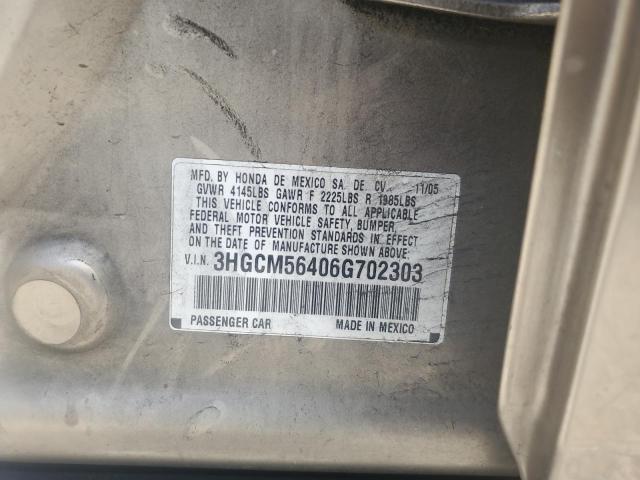 MFD. BY HONDA DE MEXICO SA. DE. CV. 11/05
GVWR 4145LBS GAWR F 2225LBS R 1985LBS
THIS VEHICLE CONFORMS TO ALL APPLICABLE
FEDERAL MOTOR VEHICLE SAFETY, BUMPER,
AND THEFT PREVENTION STANDARDS IN EFFECT
ON THE DATE OF MANUFACTURE SHOWN ABOVE.
V.I.N. 3HGCM56406G702303
PASSENGER CAR MADE IN MEXICO